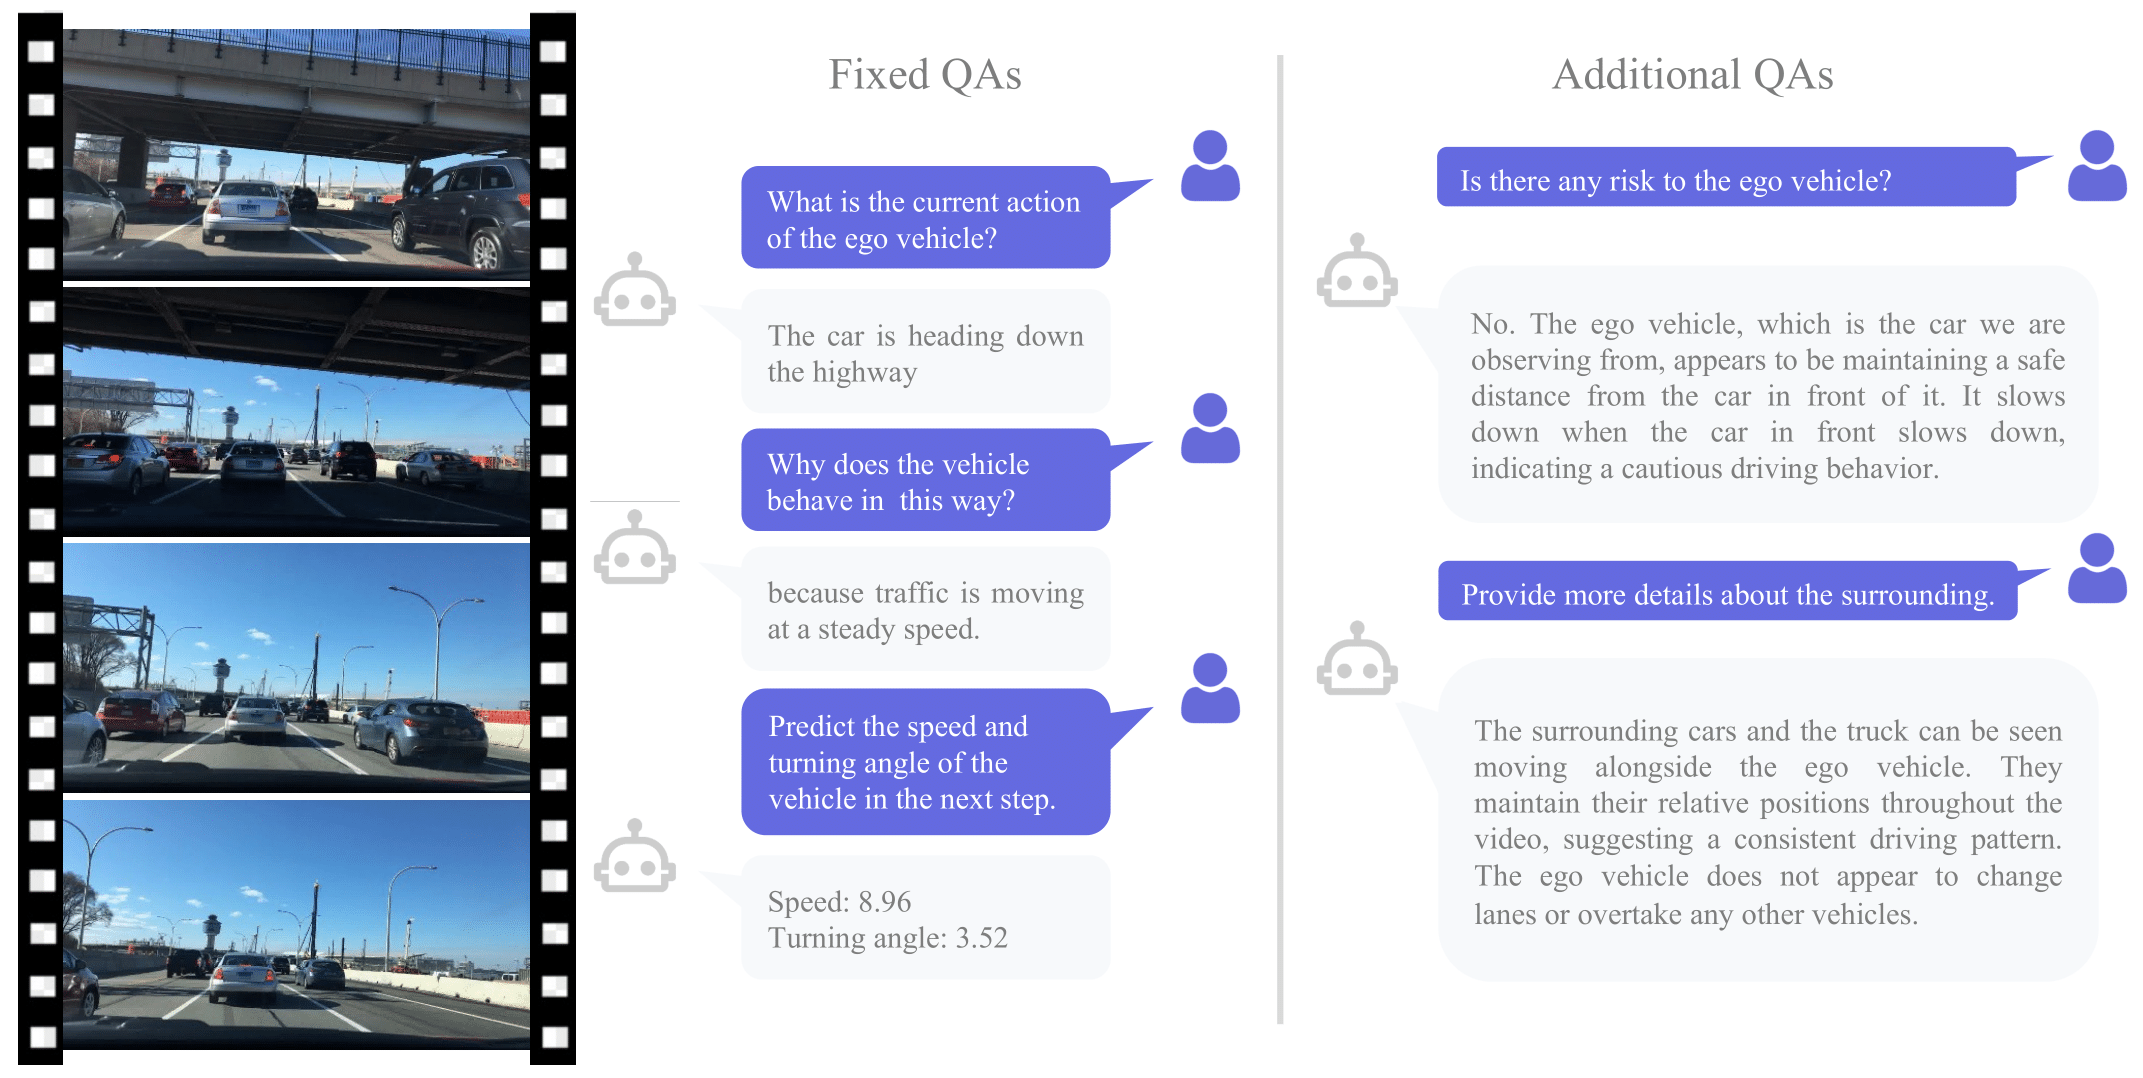 Fixed QAs
What is the current action
of the ego vehicle?
The car is heading down
the highway
Why does the vehicle
behave in  this way?
because traffic is moving
at a steady speed.
Predict the speed and
turning angle of the
vehicle in the next step.
Speed: 8.96
Turning angle: 3.52
Additional QAs
Is there any risk to the ego vehicle?
No. The ego vehicle, which is the car we are
observing from, appears to be maintaining a safe
distance from the car in front of it. It slows
down when the car in front slows down,
indicating a cautious driving behavior.
Provide more details about the surrounding.
The surrounding cars and the truck can be seen
moving alongside the ego vehicle. They
maintain their relative positions throughout the
video, suggesting a consistent driving pattern.
The ego vehicle does not appear to change
lanes or overtake any other vehicles.